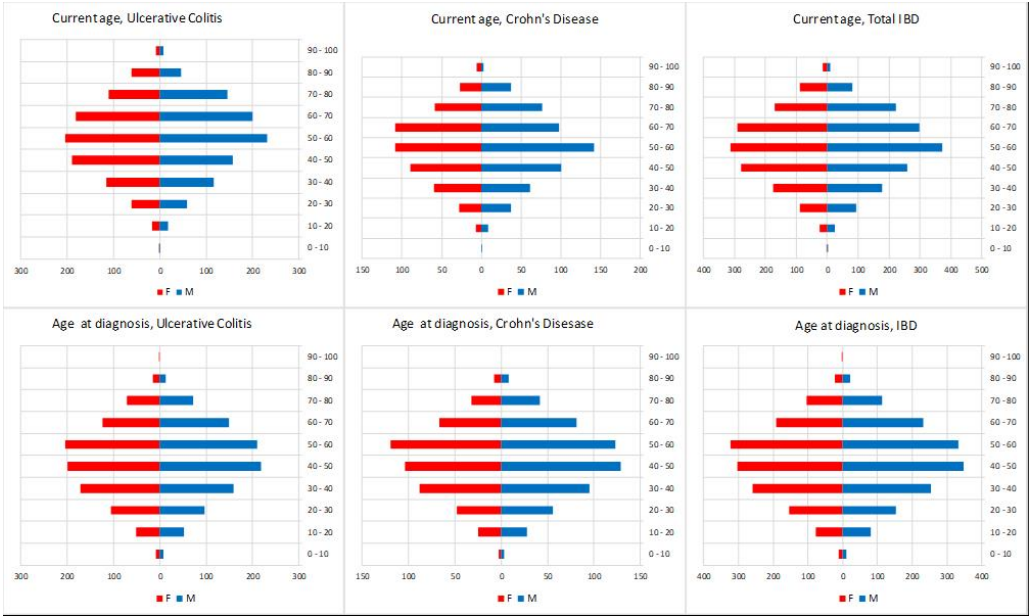 Current age, Ulcerative Colitis
90 - 100
80 - 90
70 - 80
60 - 70
50 - 60
40 - 50
30 - 40
20 - 30
10 - 20
0 - 10
300 200 100 0 100 200 300
F M
Current age, Crohn's Disease
90 - 100
80 - 90
70 - 80
60 - 70
50 - 60
40 - 50
30 - 40
20 - 30
10 - 20
0 - 10
150 100 50 0 50 100 150 200
F M
Current age, Total IBD
90 - 100
80 - 90
70 - 80
60 - 70
50 - 60
40 - 50
30 - 40
20 - 30
10 - 20
0 - 10
400 300 200 100 0 100 200 300 400 500
F M
Age at diagnosis, Ulcerative Colitis
90 - 100
80 - 90
70 - 80
60 - 70
50 - 60
40 - 50
30 - 40
20 - 30
10 - 20
0 - 10
300 200 100 0 100 200 300
F M
Age at diagnosis, Crohn's Disesase
90 - 100
80 - 90
70 - 80
60 - 70
50 - 60
40 - 50
30 - 40
20 - 30
10 - 20
0 - 10
150 100 50 0 50 100 150
F M
Age at diagnosis, IBD
90 - 100
80 - 90
70 - 80
60 - 70
50 - 60
40 - 50
30 - 40
20 - 30
10 - 20
0 - 10
400 300 200 100 0 100 200 300 400
F M